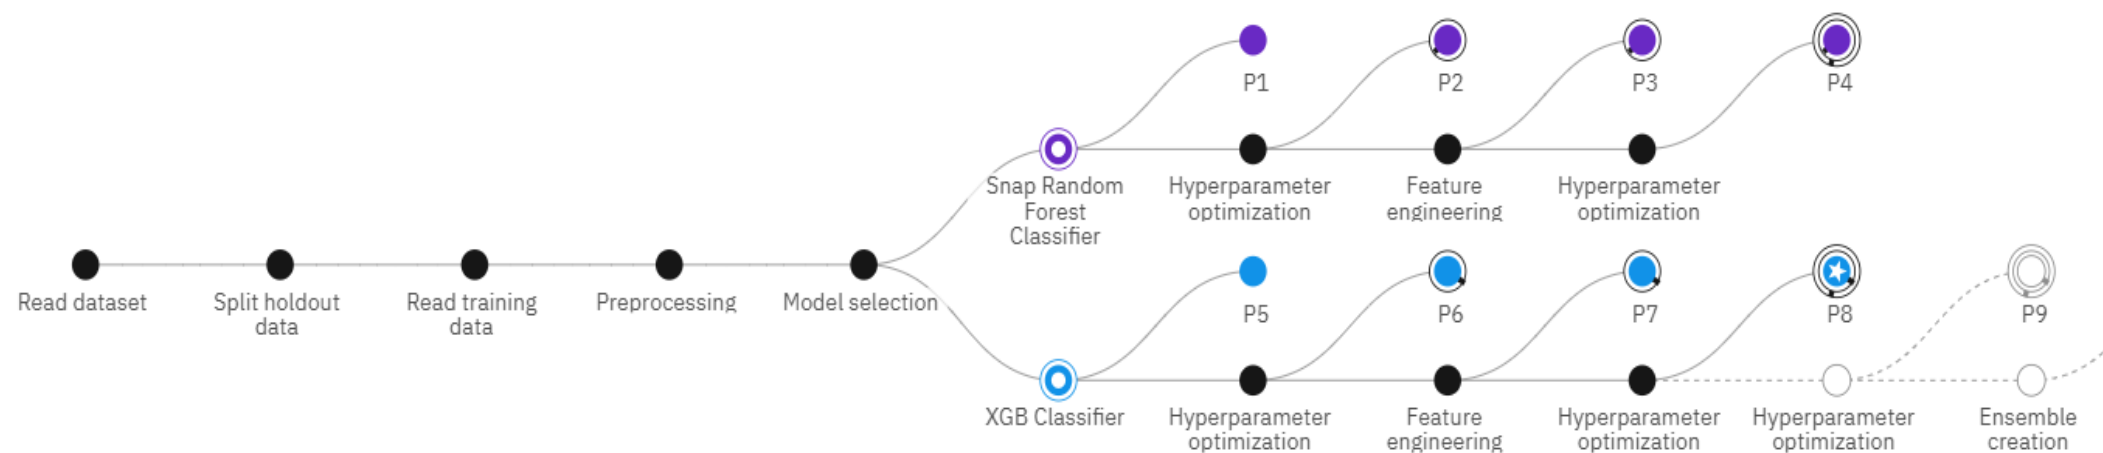 P1
P2
P3
P4
Snap Random
Forest
Classifier
Hyperparameter
optimization
Feature
engineering
Hyperparameter
optimization
Read dataset
Split holdout
data
Read training
data
Preprocessing
Model selection
P5
P6
P7
P8
P9
XGB Classifier
Hyperparameter
optimization
Feature
engineering
Hyperparameter
optimization
Hyperparameter
optimization
Ensemble
creation